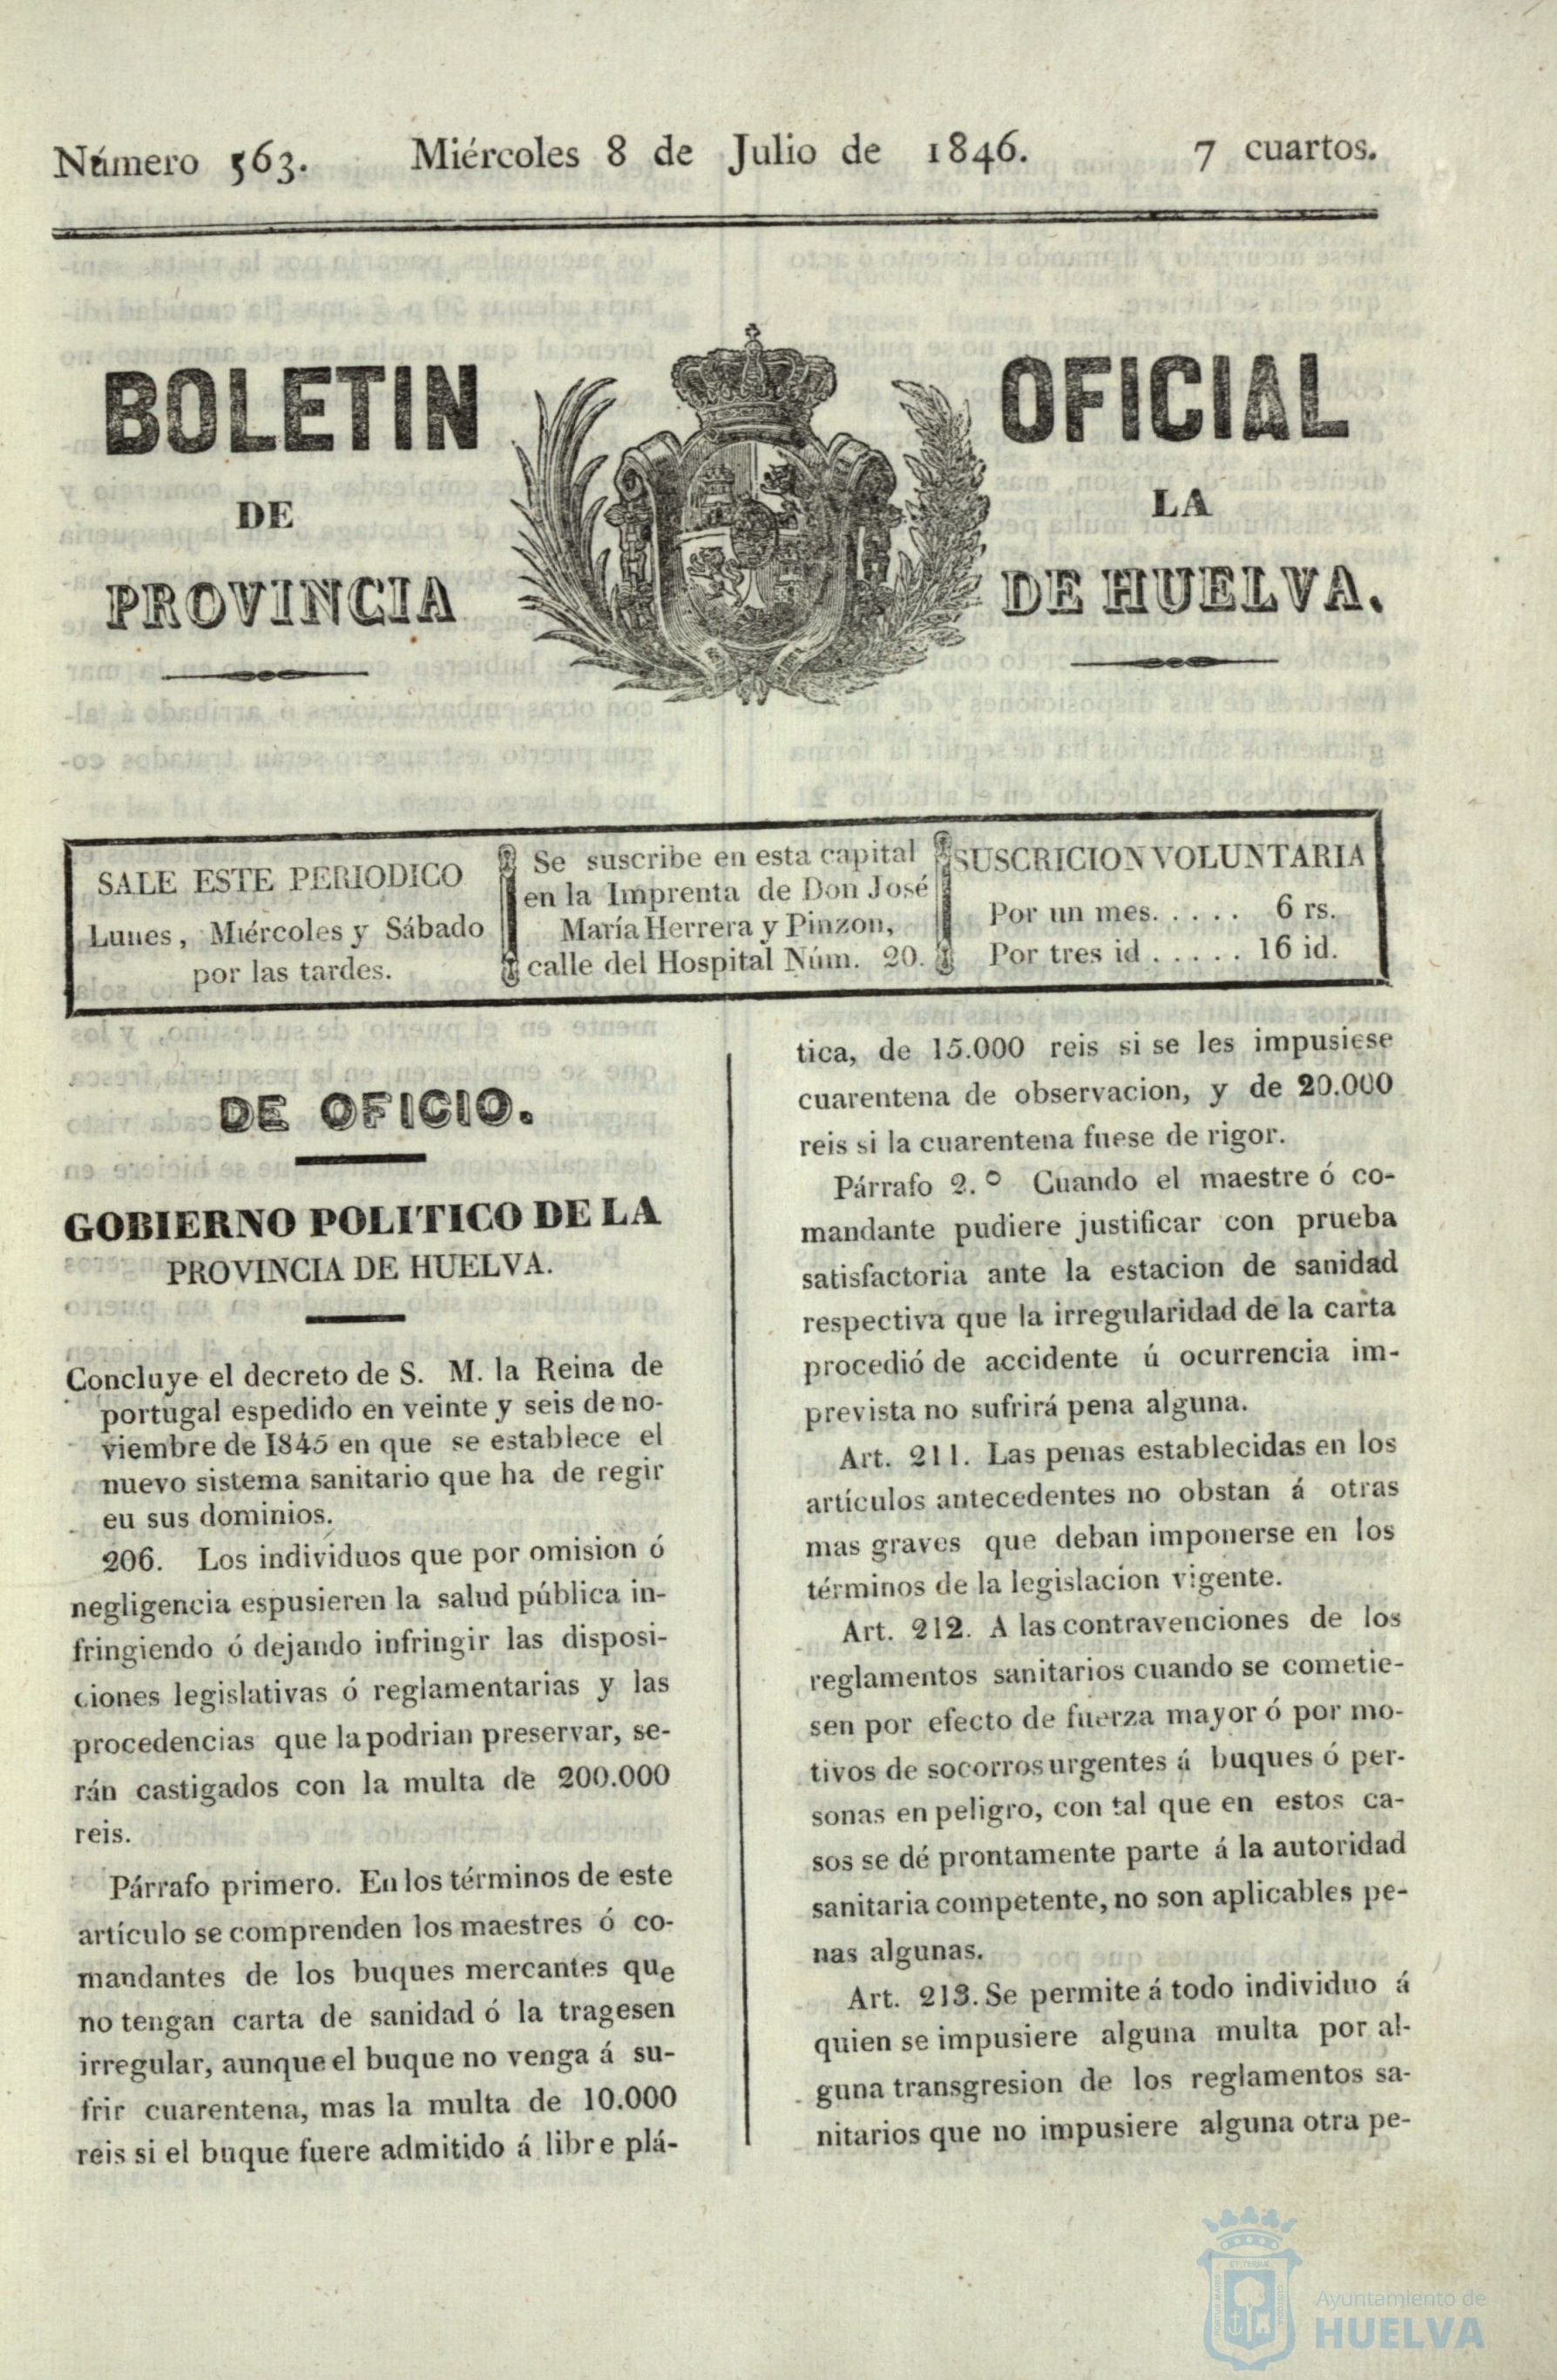 Número 563. Miércoles 8 de Julio de 1846. 7 cuartos.
BOLETIN OFICIAL
DE LA
PROVINCIA DE HUELVA.
SALE ESTE PERIODICO
Lunes, Miércoles y Sábado
por las tardes.
Se suscribe en esta capital
en la Imprenta de Don José
María Herrera y Pinzon,
calle del Hospital Núm. 20.
SUSCRICION VOLUNTARIA
Por un mes. . . . . 6 rs.
Por tres id . . . . . 16 id.
DE OFICIO.
GOBIERNO POLITICO DE LA
PROVINCIA DE HUELVA.
Concluye el decreto de S. M. la Reina de
portugal espedido en veinte y seis de no-
viembre de 1845 en que se establece el
nuevo sistema sanitario que ha de regir
eu sus dominios.
206. Los individuos que por omision ó
negligencia espusieren la salud pública in-
fringiendo ó dejando infringir las disposi-
ciones legislativas ó reglamentarias y las
procedencias que la podrian preservar, se-
rán castigados con la multa de 200.000
reis.
Párrafo primero. En los términos de este
artículo se comprenden los maestres ó co-
mandantes de los buques mercantes que
no tengan carta de sanidad ó la tragesen
irregular, aunque el buque no venga á su-
frir cuarentena, mas la multa de 10.000
reis si el buque fuere admitido á libre plá-
tica, de 15.000 reis si se les impusiese
cuarentena de observacion, y de 20.000
reis si la cuarentena fuese de rigor.
Párrafo 2.º Cuando el maestre ó co-
mandante pudiere justificar con prueba
satisfactoria ante la estacion de sanidad
respectiva que la irregularidad de la carta
procedió de accidente ú ocurrencia im-
prevista no sufrirá pena alguna.
Art. 211. Las penas establecidas en los
artículos antecedentes no obstan á otras
mas graves que deban imponerse en los
términos de la legislacion vigente.
Art. 212. A las contravenciones de los
reglamentos sanitarios cuando se cometie-
sen por efecto de fuerza mayor ó por mo-
tivos de socorros urgentes á buques ó per-
sonas en peligro, con tal que en estos ca-
sos se dé prontamente parte á la autoridad
sanitaria competente, no son aplicables pe-
nas algunas.
Art. 213. Se permite á todo individuo á
quien se impusiere alguna multa por al-
guna transgresion de los reglamentos sa-
nitarios que no impusiere alguna otra pe-
Ayuntamiento de
HUELVA